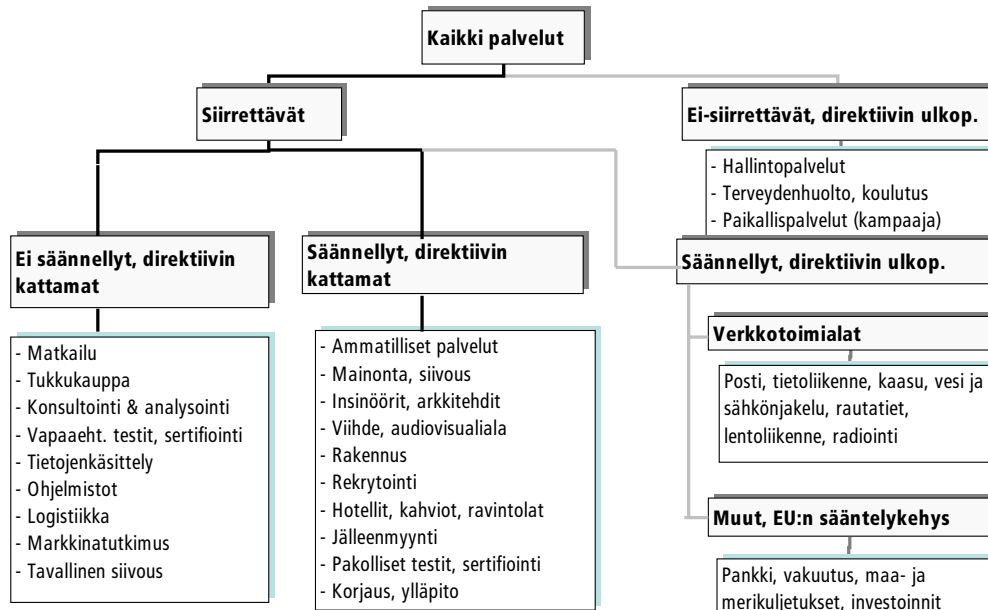 Kaikki palvelut
Siirrettävät
Ei-siirrettävät, direktiivin ulkop.
- Hallintopalvelut
- Terveydenhuolto, koulutus
- Paikallispalvelut (kampaaja)
Ei säännellyt, direktiivin
kattamat
Säännellyt, direktiivin
kattamat
Säännellyt, direktiivin ulkop.
- Matkailu
- Tukkukauppa
- Konsultointi & analysointi
- Vapaaeht. testit, sertifiointi
- Tietojenkäsittely
- Ohjelmistot
- Logistiikka
- Markkinatutkimus
- Tavallinen siivous
- Ammatilliset palvelut
- Mainonta, siivous
- Insinöörit, arkkitehdit
- Viihde, audiovisualiala
- Rakennus
- Rekrytointi
- Hotellit, kahviot, ravintolat
- Jälleenmyynti
- Pakolliset testit, sertifiointi
- Korjaus, ylläpito
Verkkotoimialat
Posti, tietoliikenne, kaasu, vesi ja
sähkönjakelu, rautatiet,
lentoliikenne, radiointi
Muut, EU:n sääntelykehys
Pankki, vakuutus, maa- ja
merikuljetukset, investoinnit